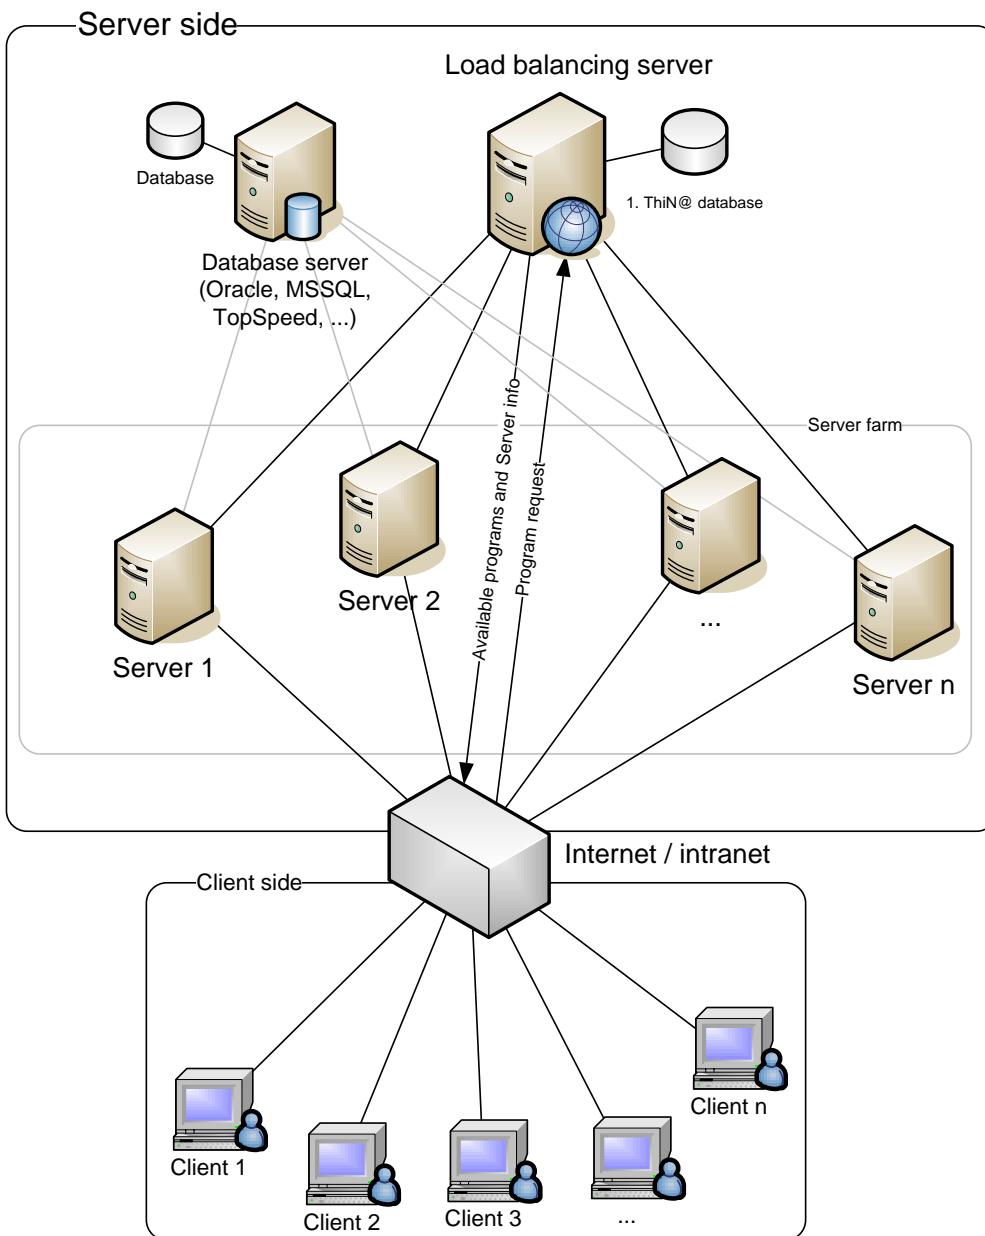 Server side
Load balancing server
Database
1. ThiN@ database
Database server
(Oracle, MSSQL,
TopSpeed, ...)
Available programs and Server info
Program request
Server farm
Server 1
Server 2
...
Server n
Internet / intranet
Client side
Client 1
Client 2
Client 3
...
Client n